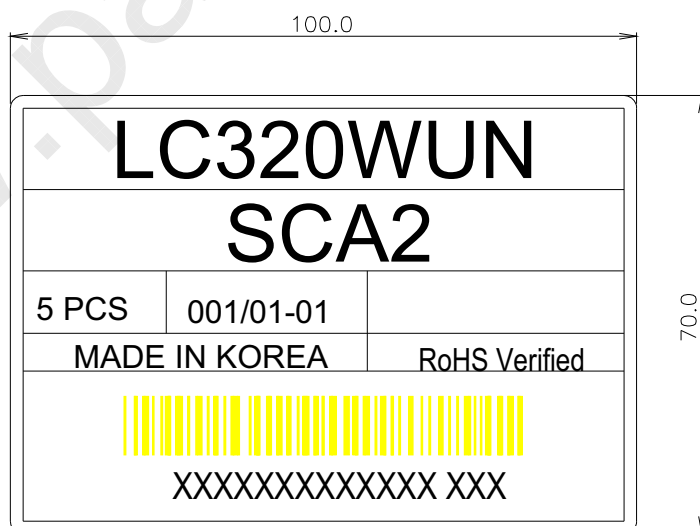 100.0
LC320WUN
SCA2
5 PCS 001/01-01
MADE IN KOREA RoHS Verified
70.0
XXXXXXXXXXXXX XXX